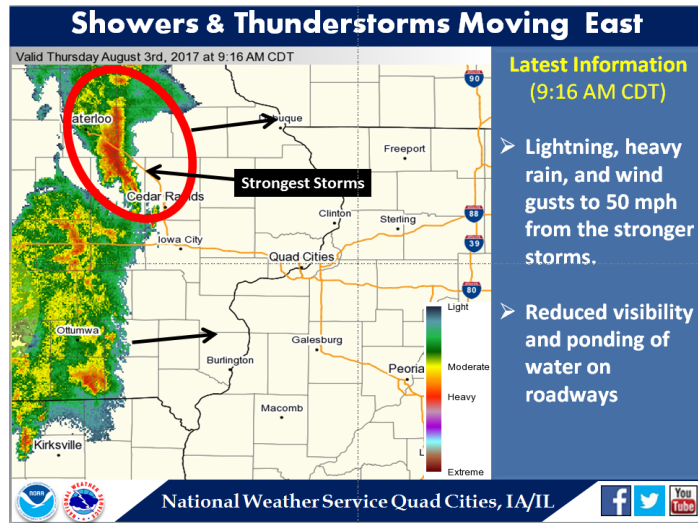 Showers & Thunderstorms Moving East
Valid Thursday August 3rd, 2017 at 9:16 AM CDT
Latest Information
(9:16 AM CDT)
➢ Lightning, heavy
rain, and wind
gusts to 50 mph
from the stronger
storms.
➢ Reduced visibility
and ponding of
water on
roadways
90
Waterloo
buque
Freeport
Strongest Storms
Cedar Rapids
Clinton
Sterling
88
Iowa City
39
Quad Cities
80
Light
Ottumwa
Galesburg
Burlington
Moderate
Peoria
Heavy
Macomb
Kirksville
Extreme
NOAA
NATIONAL WEATHER SERVICE
National Weather Service Quad Cities, IA/IL
f
You
Tube